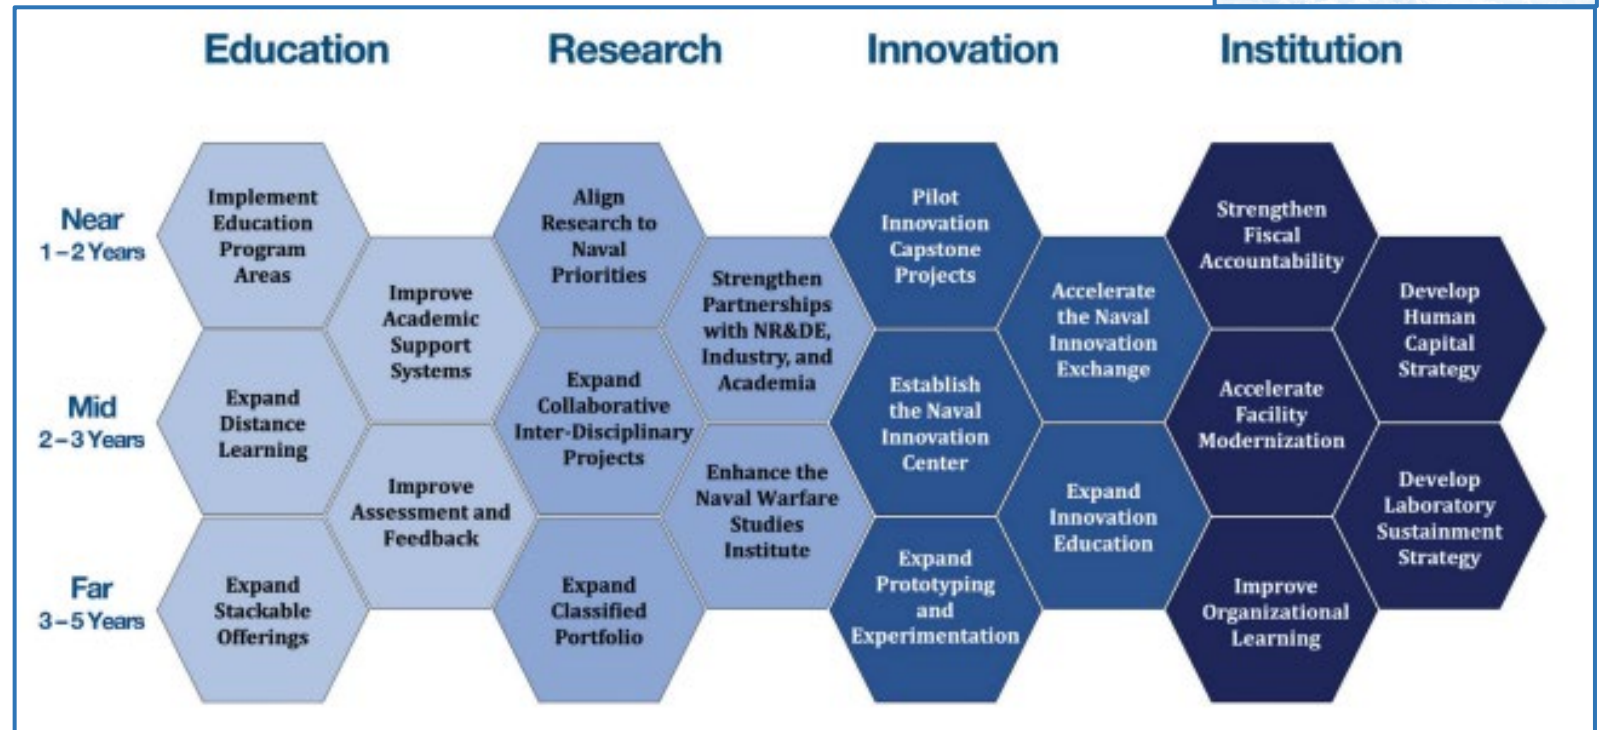 Education
Research
Innovation
Institution
Near
1–2 Years
Implement
Education
Program
Areas
Improve
Academic
Support
Systems
Align
Research to
Naval
Priorities
Strengthen
Partnerships
with NR&DE,
Industry, and
Academia
Pilot
Innovation
Capstone
Projects
Accelerate
the Naval
Innovation
Exchange
Strengthen
Fiscal
Accountability
Develop
Human
Capital
Strategy
Mid
2–3 Years
Expand
Distance
Learning
Improve
Assessment and
Feedback
Expand
Collaborative
Inter-Disciplinary
Projects
Enhance the
Naval Warfare
Studies
Institute
Establish
the Naval
Innovation
Center
Expand
Innovation
Education
Accelerate
Facility
Modernization
Develop
Laboratory
Sustainment
Strategy
Far
3–5 Years
Expand
Stackable
Offerings
Expand
Classified
Portfolio
Expand
Prototyping
and
Experimentation
Improve
Organizational
Learning